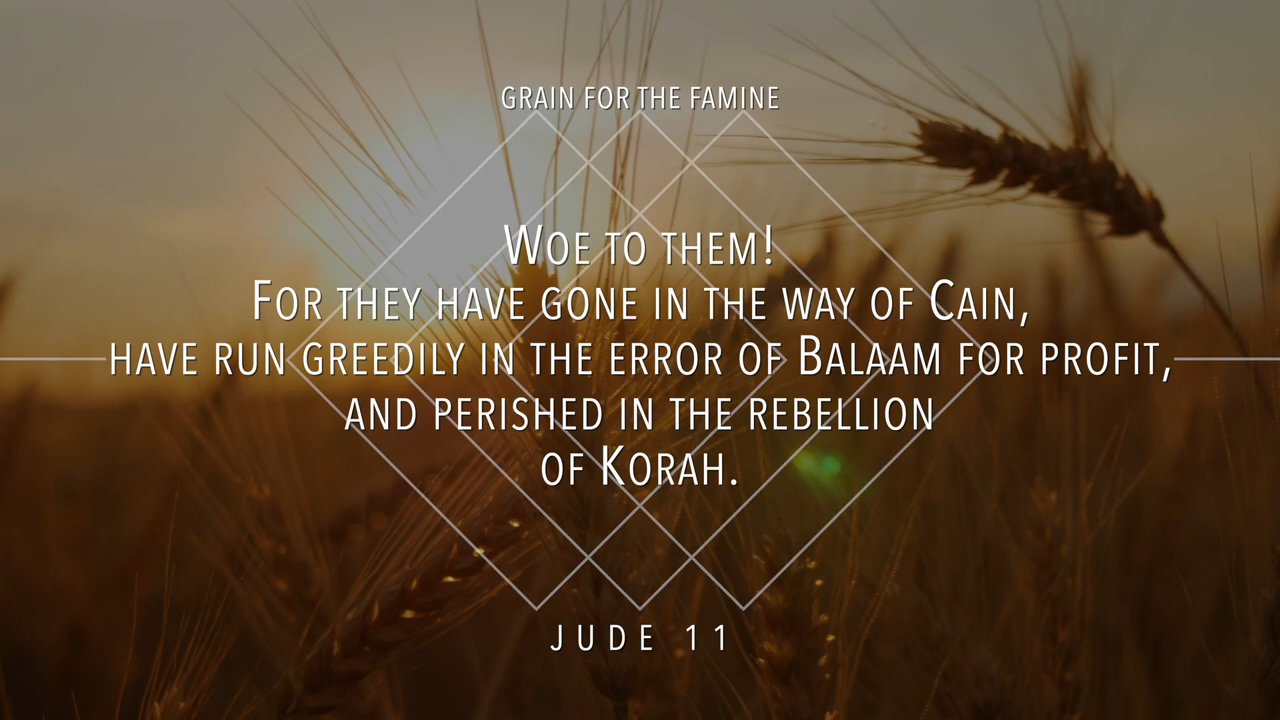 GRAIN FOR THE FAMINE
WOE TO THEM!
FOR THEY HAVE GONE IN THE WAY OF CAIN,
HAVE RUN GREEDILY IN THE ERROR OF BALAAM FOR PROFIT,
AND PERISHED IN THE REBELLION
OF KORAH.
JUDE 11